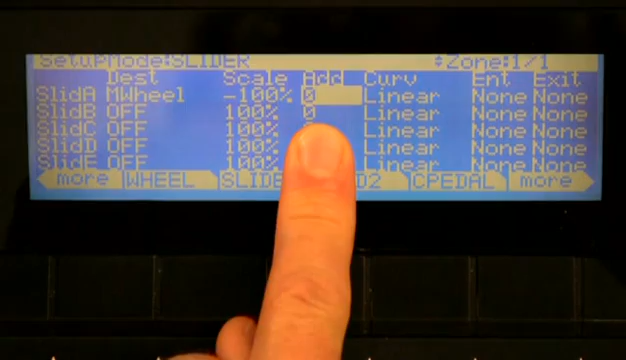 SetupMode:SLIDER ◆Zone:1/1
Dest Scale Add Curv Ent Exit
SlidA MWheel -100% 0 Linear None None
SlidB OFF 100% 0 Linear None None
SlidC OFF 100% Linear None None
SlidD OFF 100% Linear None None
SlidE OFF 100% Linear None None
more WHEEL CPEDAL more